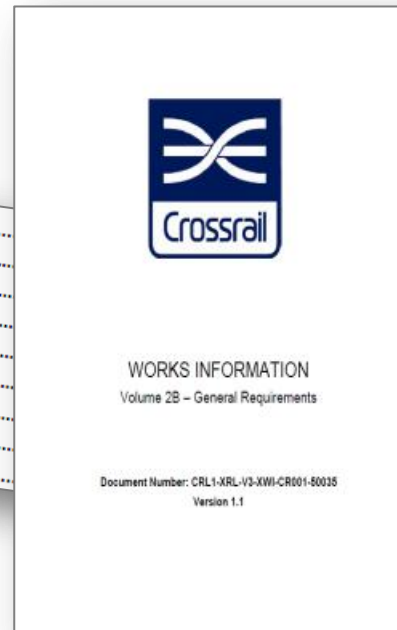 Crossrail
WORKS INFORMATION
Volume 2B – General Requirements
Document Number: CRL1-XRL-V3-XWI-CR001-50035
Version 1.1